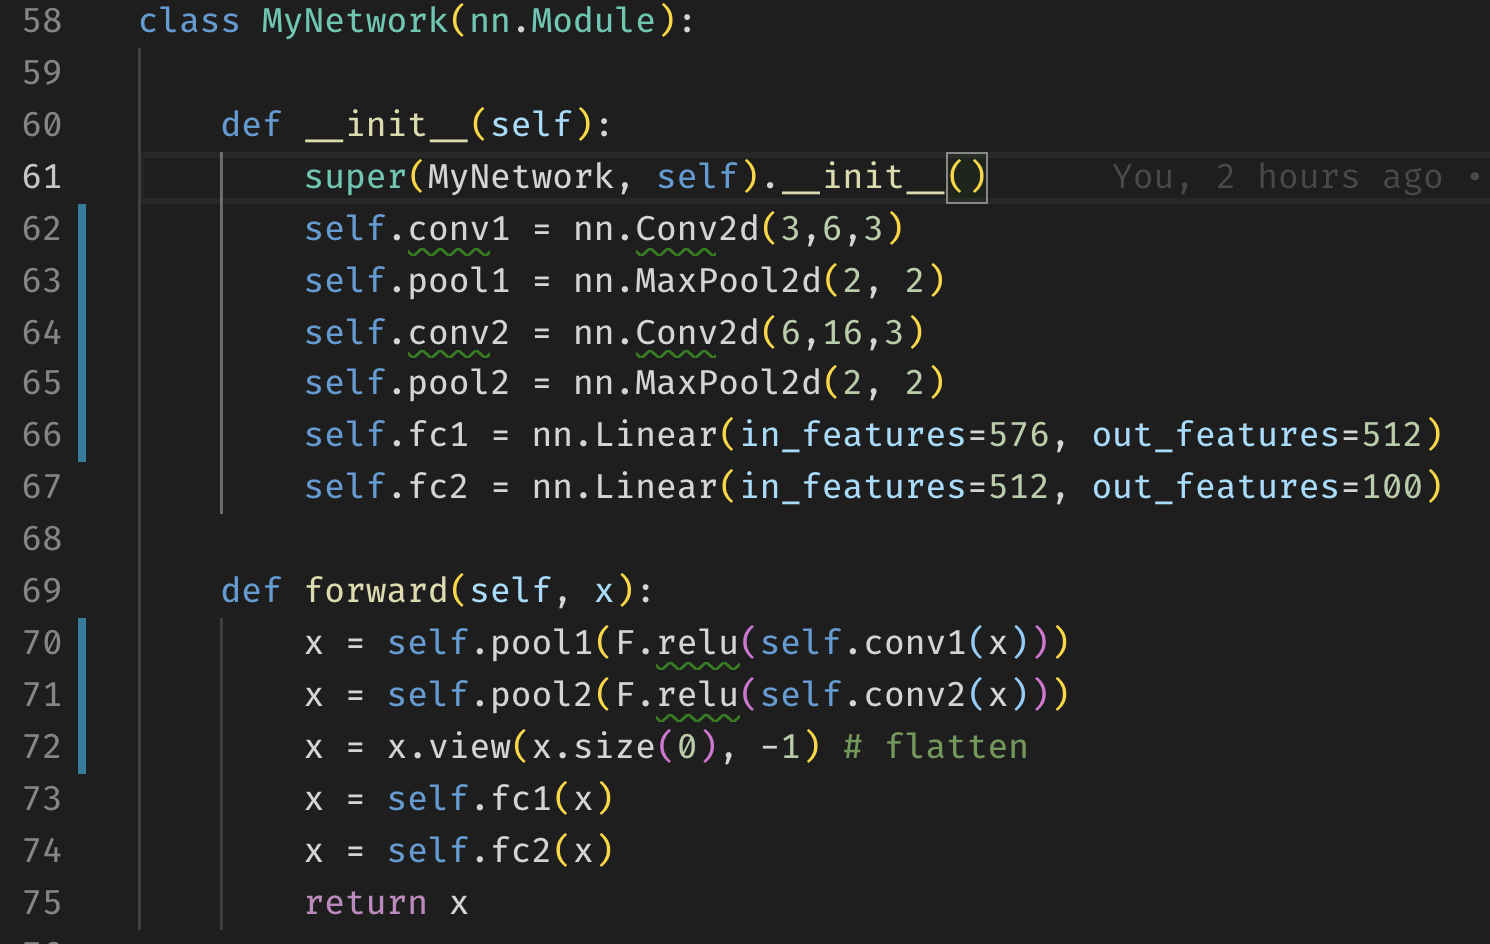 58 class MyNetwork(nn.Module):
59
60 def __init__(self):
61 super(MyNetwork, self).__init__() You, 2 hours ago •
62 self.conv1 = nn.Conv2d(3,6,3)
63 self.pool1 = nn.MaxPool2d(2, 2)
64 self.conv2 = nn.Conv2d(6,16,3)
65 self.pool2 = nn.MaxPool2d(2, 2)
66 self.fc1 = nn.Linear(in_features=576, out_features=512)
67 self.fc2 = nn.Linear(in_features=512, out_features=100)
68
69 def forward(self, x):
70 x = self.pool1(F.relu(self.conv1(x)))
71 x = self.pool2(F.relu(self.conv2(x)))
72 x = x.view(x.size(0), -1) # flatten
73 x = self.fc1(x)
74 x = self.fc2(x)
75 return x